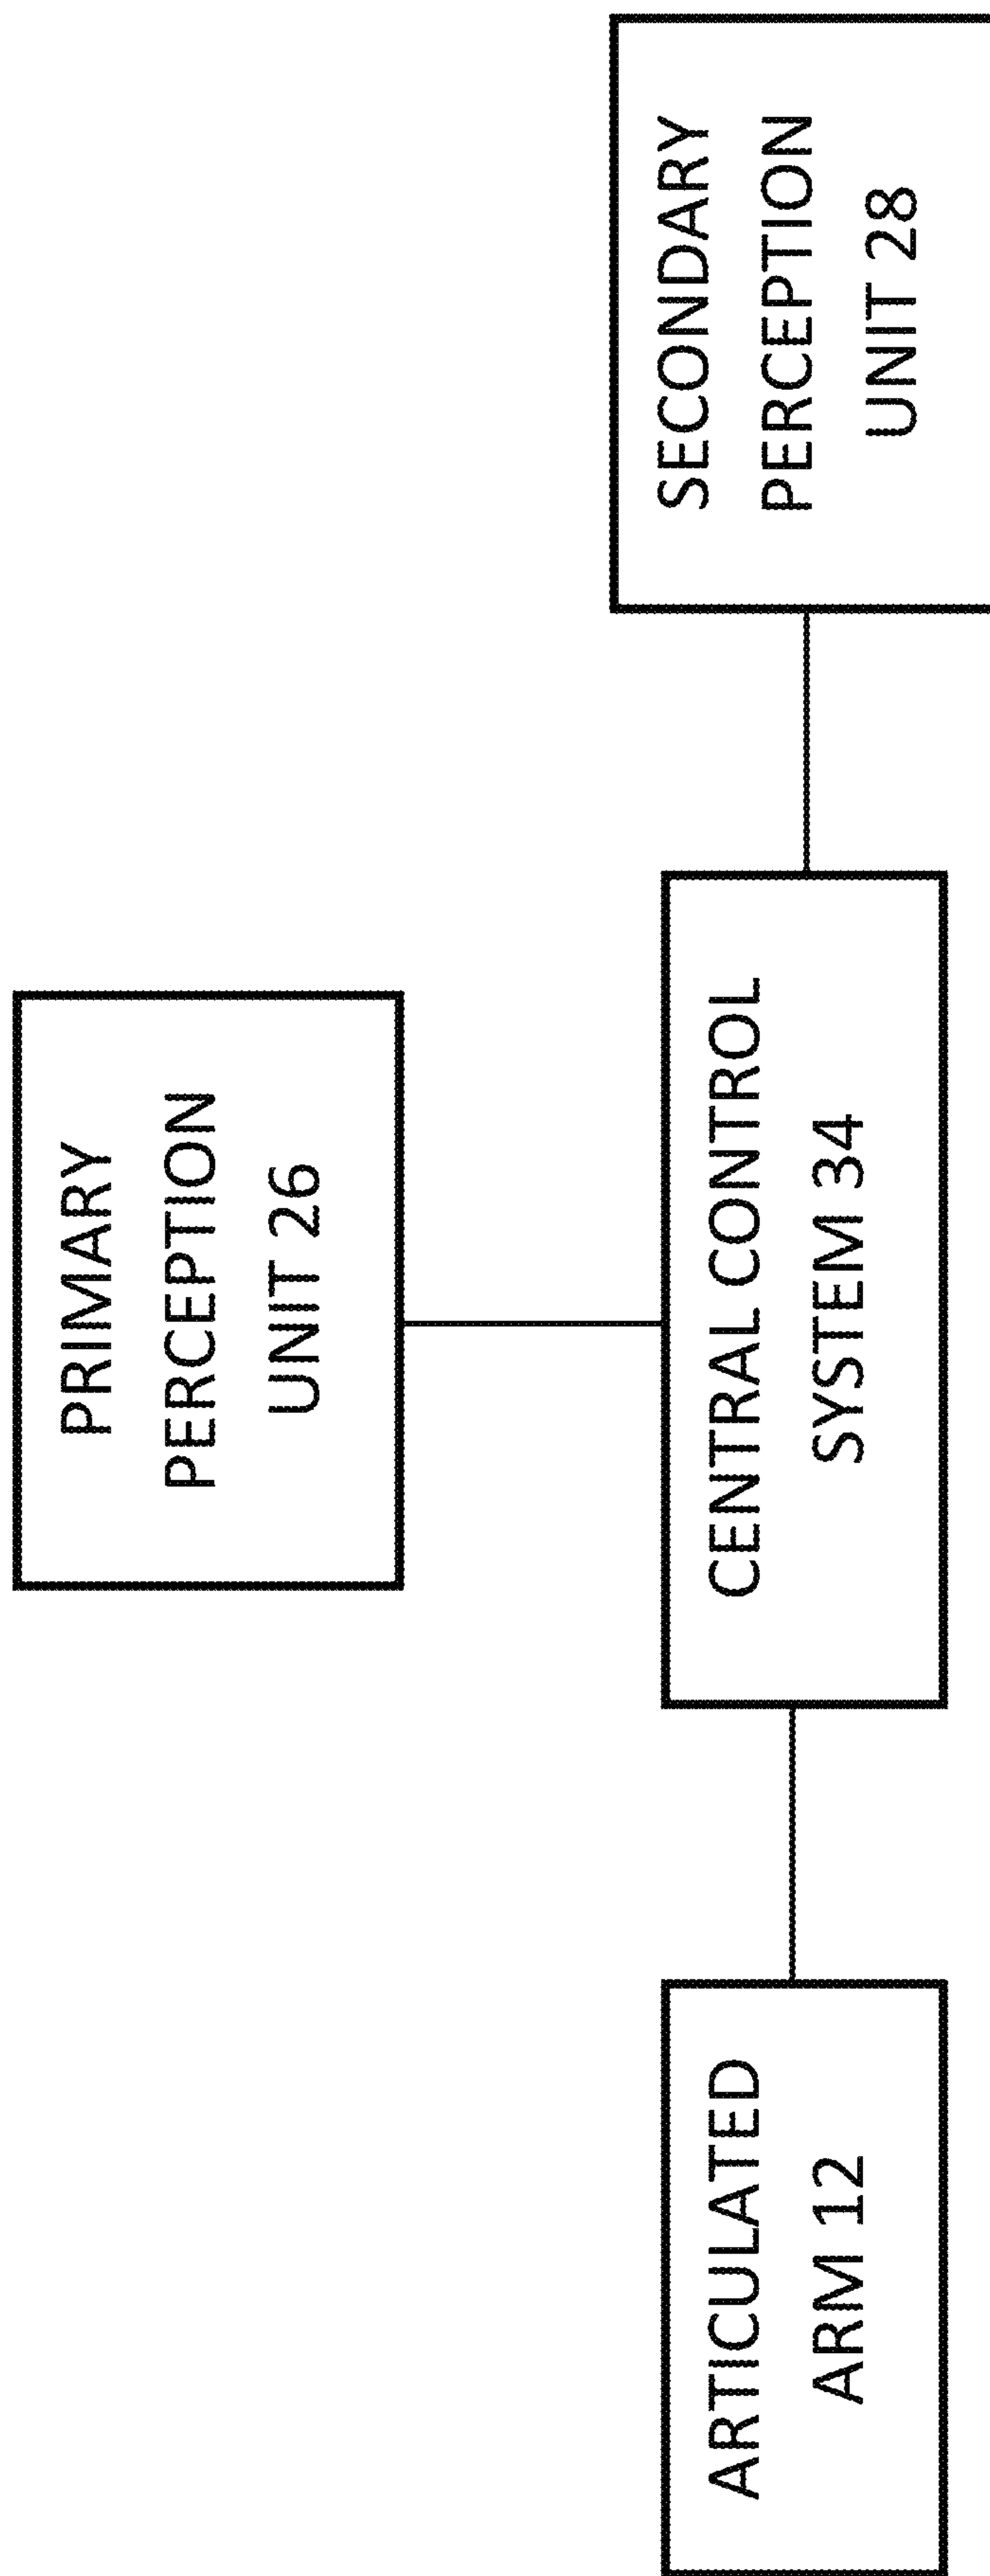 PRIMARY
PERCEPTION
UNIT 26
ARTICULATED
ARM 12
CENTRAL CONTROL
SYSTEM 34
SECONDARY
PERCEPTION
UNIT 28